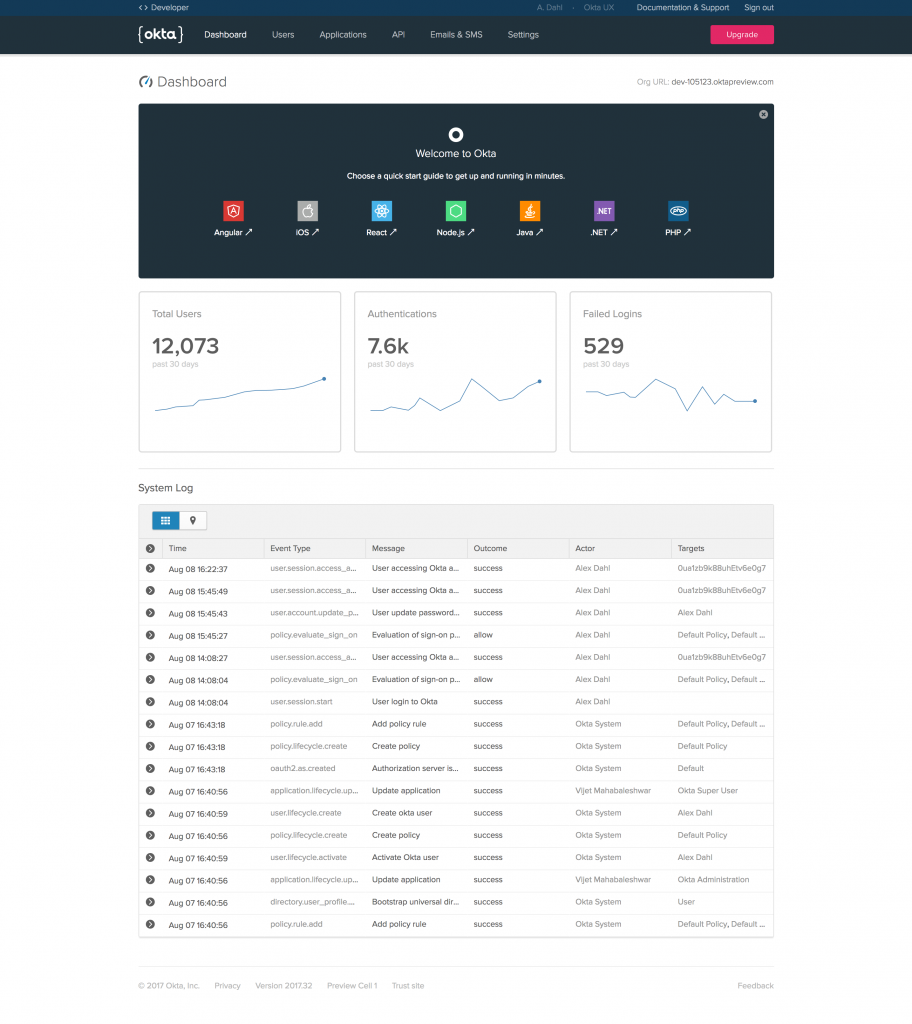 <> Developer A. Dahl · Okta UX Documentation & Support Sign out
{okta} Dashboard Users Applications API Emails & SMS Settings Upgrade
Dashboard Org URL: dev-105123.oktapreview.com
Welcome to Okta
Choose a quick start guide to get up and running in minutes.
.NET php
Angular iOS React Node.js Java .NET PHP
Total Users Authentications Failed Logins
12,073 7.6k 529
past 30 days past 30 days past 30 days
System Log
Time Event Type Message Outcome Actor Targets
Aug 08 16:22:37 user.session.access_a... User accessing Okta a... success Alex Dahl 0ua1zb9k88uhEtv6e0g7
Aug 08 15:45:49 user.session.access_a... User accessing Okta a... success Alex Dahl 0ua1zb9k88uhEtv6e0g7
Aug 08 15:45:43 user.account.update_p... User update password... success Alex Dahl Alex Dahl
Aug 08 15:45:27 policy.evaluate_sign_on Evaluation of sign-on p... allow Alex Dahl Default Policy, Default ...
Aug 08 14:08:27 user.session.access_a... User accessing Okta a... success Alex Dahl 0ua1zb9k88uhEtv6e0g7
Aug 08 14:08:04 policy.evaluate_sign_on Evaluation of sign-on p... allow Alex Dahl Default Policy, Default ...
Aug 08 14:08:04 user.session.start User login to Okta success Alex Dahl
Aug 07 16:43:18 policy.rule.add Add policy rule success Okta System Default Policy, Default ...
Aug 07 16:43:18 policy.lifecycle.create Create policy success Okta System Default Policy
Aug 07 16:43:18 oauth2.as.created Authorization server is... success Okta System Default
Aug 07 16:40:56 application.lifecycle.up... Update application success Vijet Mahabaleshwar Okta Super User
Aug 07 16:40:59 user.lifecycle.create Create okta user success Okta System Alex Dahl
Aug 07 16:40:56 policy.lifecycle.create Create policy success Okta System Default Policy
Aug 07 16:40:59 user.lifecycle.activate Activate Okta user success Okta System Alex Dahl
Aug 07 16:40:56 application.lifecycle.up... Update application success Vijet Mahabaleshwar Okta Administration
Aug 07 16:40:56 directory.user_profile.... Bootstrap universal dir... success Okta System User
Aug 07 16:40:56 policy.rule.add Add policy rule success Okta System Default Policy, Default ...
© 2017 Okta, Inc. Privacy Version 2017.32 Preview Cell 1 Trust site Feedback